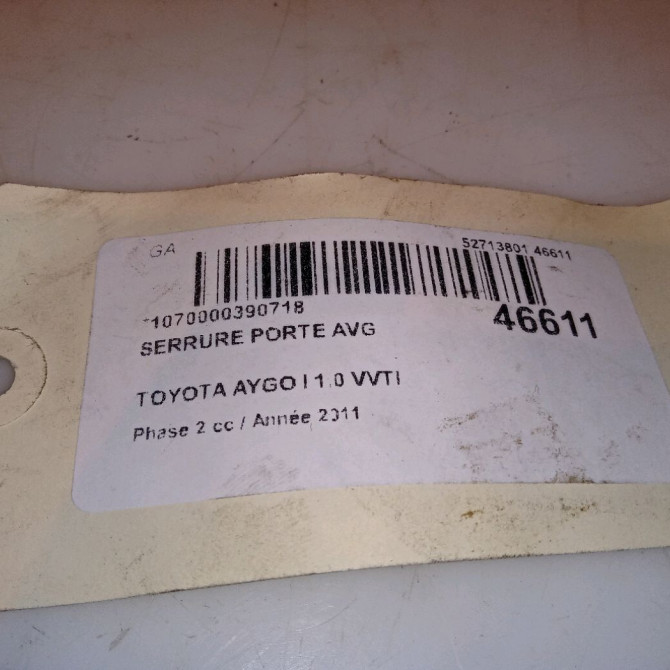 GA
52713801 46611
*1070000390718
46611
SERRURE PORTE AVG
TOYOTA AYGO I 1.0 VVTI
Phase 2 cc / Année 2011